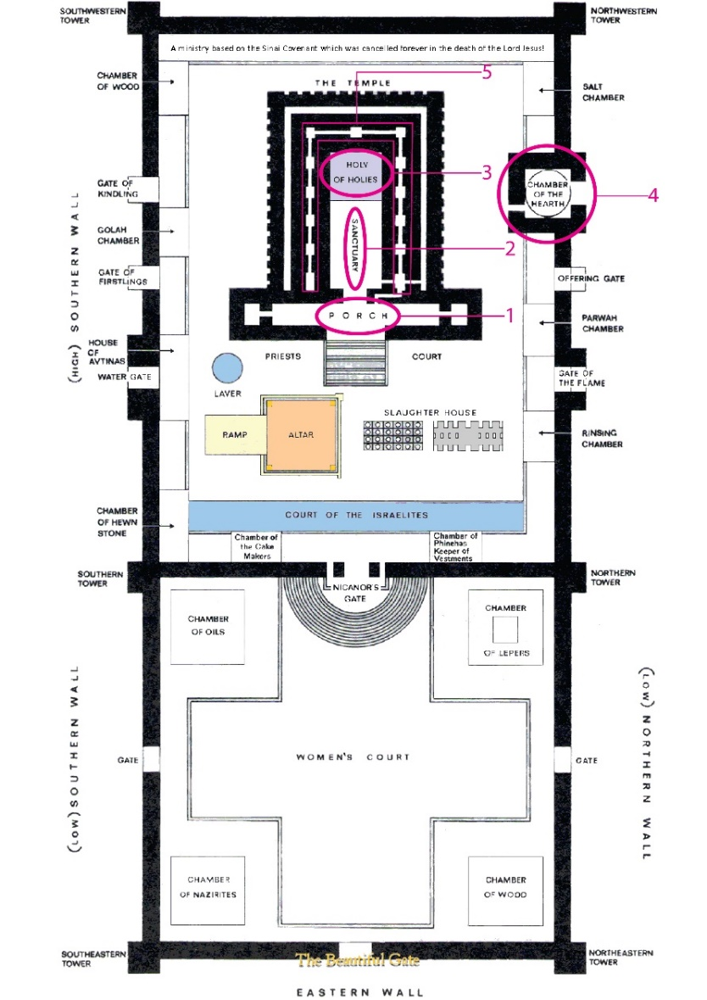 SOUTHWESTERN
TOWER
NORTHWESTERN
TOWER
A ministry based on the Sinai Covenant which was cancelled forever in the death of the Lord Jesus!
5
CHAMBER
OF WOOD
THE TEMPLE
SALT
CHAMBER
HOLY
OF HOLIES
3
CHAMBER
OF THE
HEARTH
4
GATE OF
KINDLING
(HIGH) SOUTHERN WALL
GOLAH
CHAMBER
SANCTUARY
2
GATE OF
FIRSTLINGS
OFFERING GATE
PORCH
1
PARWAH
CHAMBER
HOUSE
OF
AVTINAS
PRIESTS
COURT
WATER GATE
GATE OF
THE FLAME
LAVER
SLAUGHTER HOUSE
RAMP
ALTAR
RINSING
CHAMBER
CHAMBER
OF HEWN
STONE
COURT OF THE ISRAELITES
Chamber of
the Cake
Makers
Chamber of
Phinehas
Keeper of
Vestments
SOUTHERN
TOWER
NORTHERN
TOWER
NICANOR'S
GATE
CHAMBER
OF OILS
CHAMBER
OF LEPERS
(LOW) SOUTHERN WALL
(LOW) NORTHERN WALL
GATE
WOMEN'S COURT
GATE
CHAMBER
OF NAZIRITES
CHAMBER
OF WOOD
SOUTHEASTERN
TOWER
The Beautiful Gate
NORTHEASTERN
TOWER
EASTERN WALL